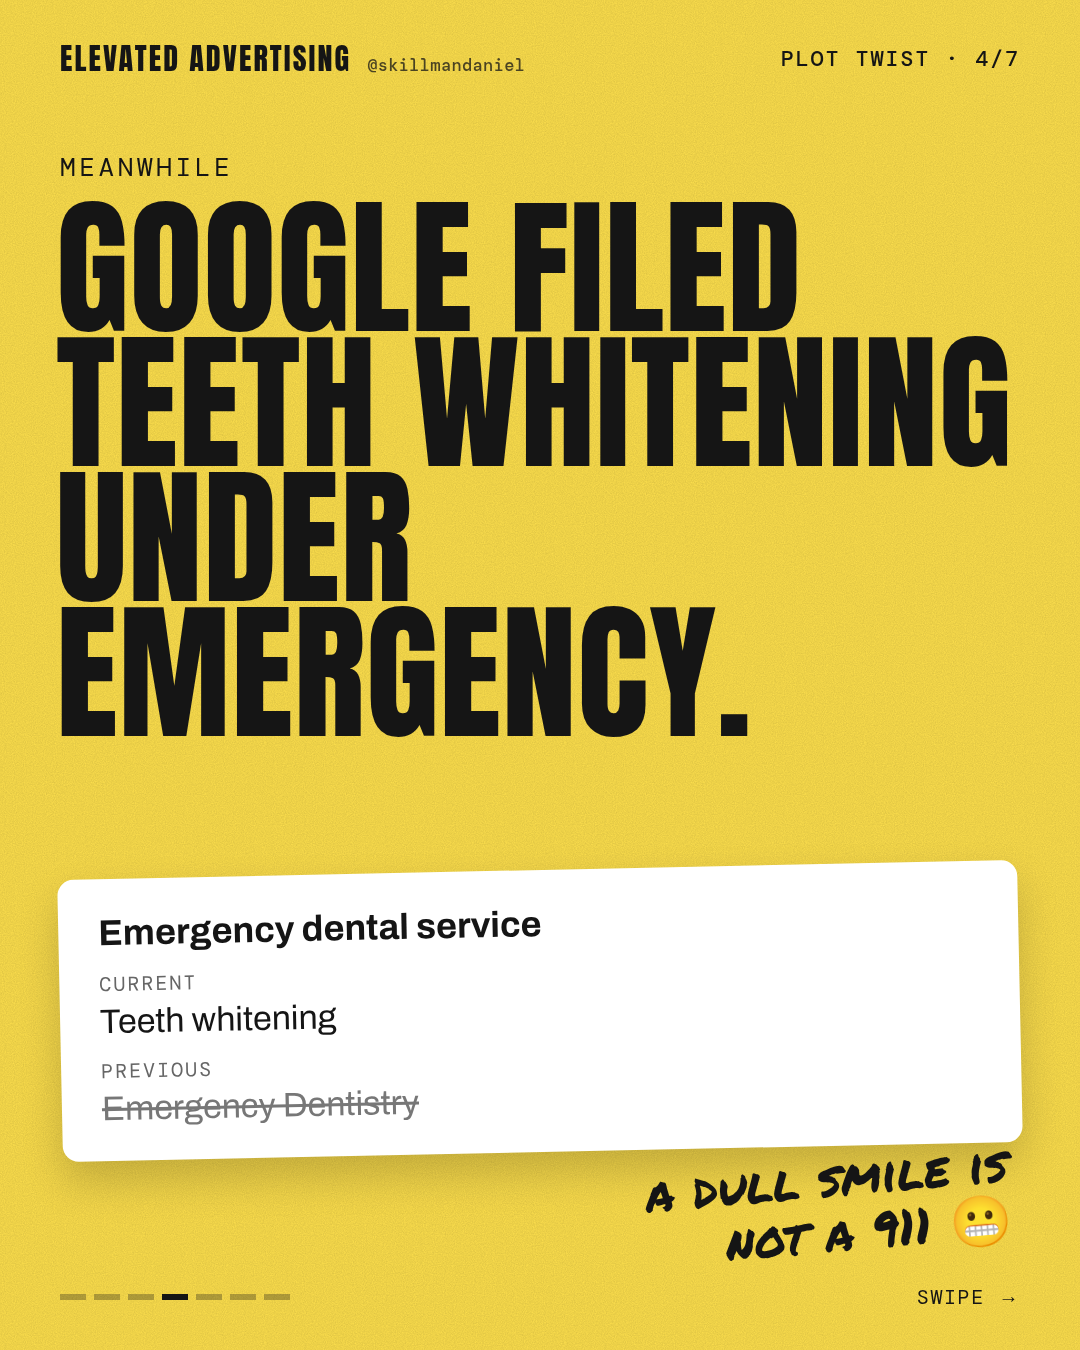 ELEVATED ADVERTISING @skillmandaniel
PLOT TWIST · 4/7
MEANWHILE
GOOGLE FILED
TEETH WHITENING
UNDER
EMERGENCY.
Emergency dental service
CURRENT
Teeth whitening
PREVIOUS
Emergency Dentistry
A DULL SMILE IS
NOT A 911 😬
SWIPE →